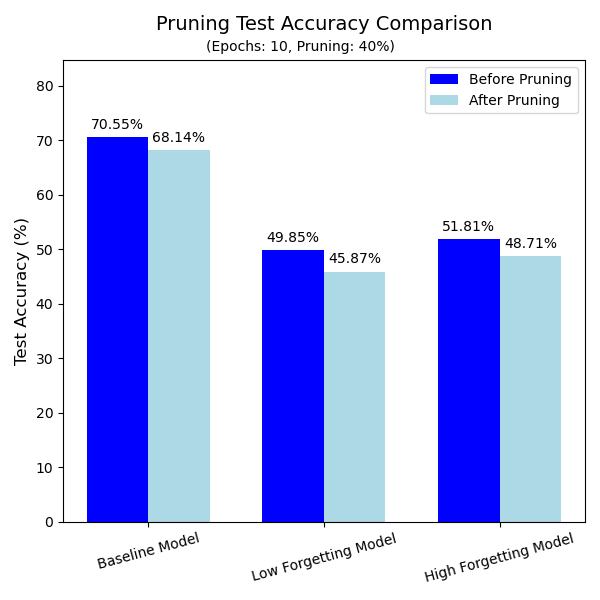 Pruning Test Accuracy Comparison
(Epochs: 10, Pruning: 40%)
Before Pruning
After Pruning
Test Accuracy (%)
80
70
60
50
40
30
20
10
0
70.55%
68.14%
49.85%
45.87%
51.81%
48.71%
Baseline Model
Low Forgetting Model
High Forgetting Model